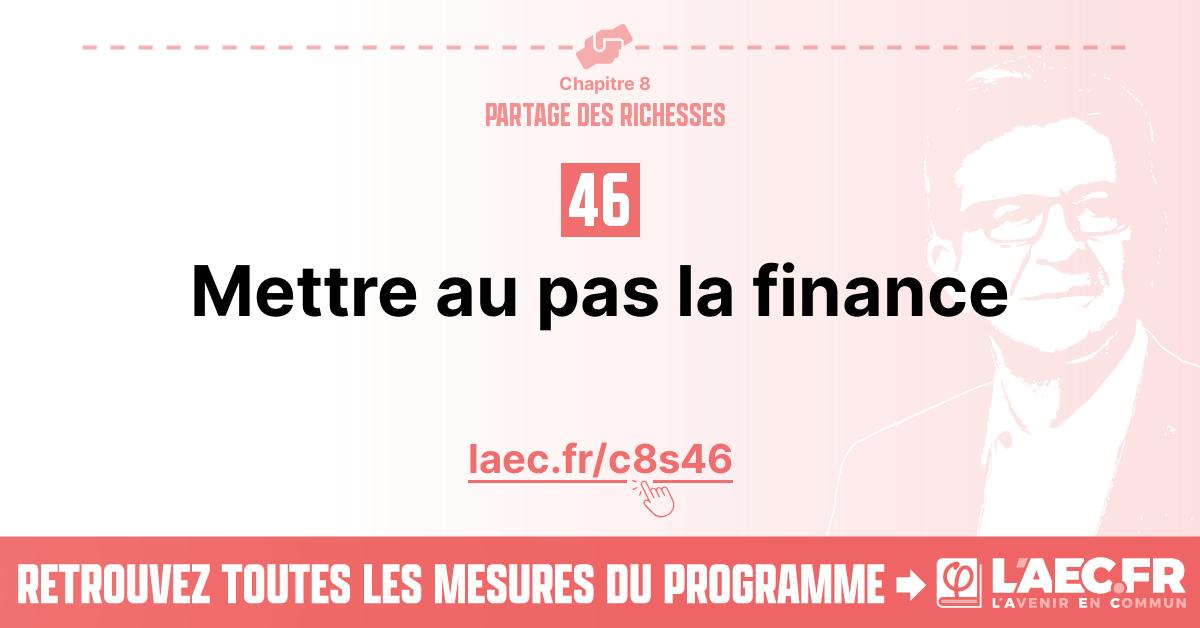 Chapitre 8
PARTAGE DES RICHESSES
46
Mettre au pas la finance
laec.fr/c8s46
RETROUVEZ TOUTES LES MESURES DU PROGRAMME
φ L'AEC.FR
L'AVENIR EN COMMUN